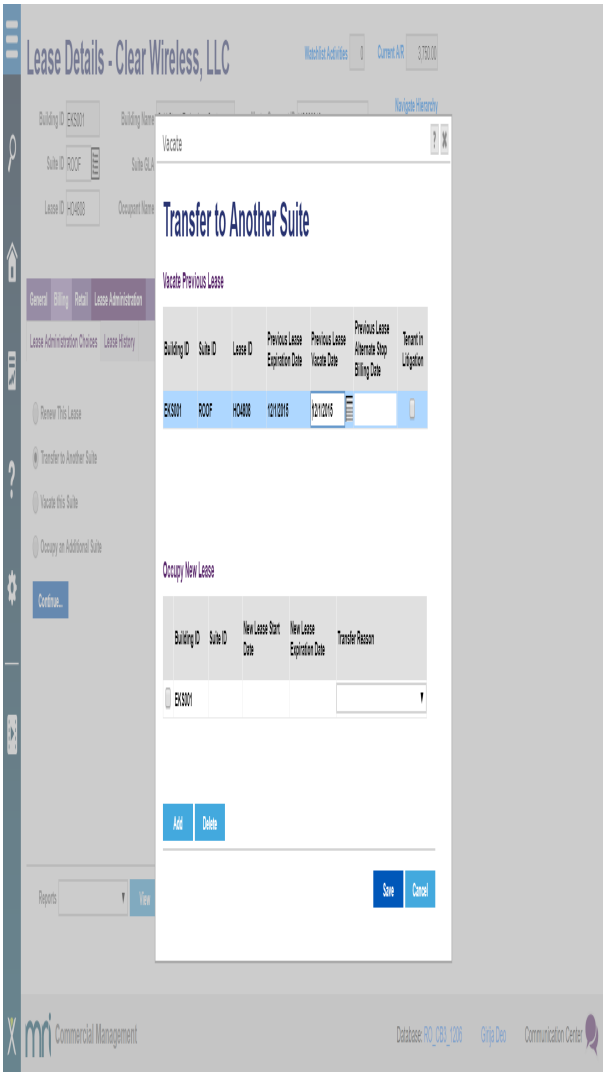 Lease Details - Clear Wireless, LLC
Watchlist Activities 0 Current A/R 3,750.00
Navigate Hierarchy
Building ID EKS001 Building Name
Suite ID ROOF Suite GLA
Lease ID HO4808 Occupant Name
General Billing Retail Lease Administration
Lease Administration Choices Lease History
Renew This Lease
Transfer to Another Suite
Vacate this Suite
Occupy an Additional Suite
Continue...
Reports View
Vacate ? x
Transfer to Another Suite
Vacate Previous Lease
Building ID Suite ID Lease ID Previous Lease Expiration Date Previous Lease Vacate Date Previous Lease Alternate Stop Billing Date Tenant in Litigation
EKS001 ROOF HO4808 12/1/2015 12/1/2015
Occupy New Lease
Building ID Suite ID New Lease Start Date New Lease Expiration Date Transfer Reason
EKS001
Add Delete
Save Cancel
mri Commercial Management Database: RO_CB3_1206 Girija Deo Communication Center